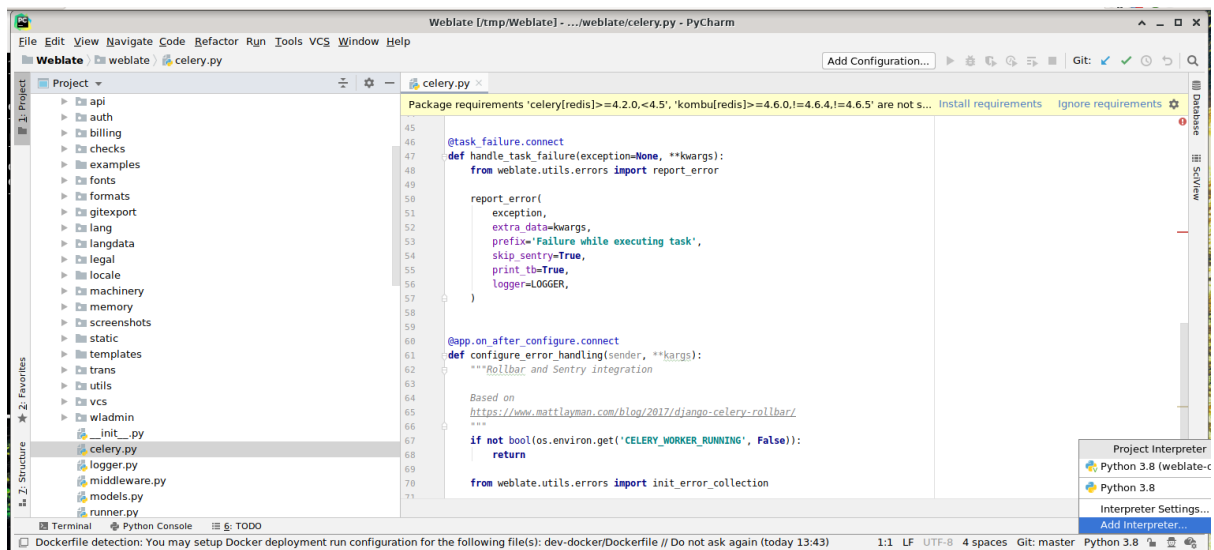 Weblate [/tmp/Weblate] - .../weblate/celery.py - PyCharm
File Edit View Navigate Code Refactor Run Tools VCS Window Help
Weblate weblate celery.py
Add Configuration...
Git:
1: Project
Project
celery.py
Package requirements 'celery[redis]>=4.2.0,<4.5', 'kombu[redis]>=4.6.0,!=4.6.4,!=4.6.5' are not s... Install requirements Ignore requirements
api
auth
billing
checks
examples
fonts
formats
gitexport
lang
langdata
legal
locale
machinery
memory
screenshots
static
templates
trans
utils
vcs
wladmin
__init__.py
celery.py
logger.py
middleware.py
models.py
runner.py
45
46 @task_failure.connect
47 def handle_task_failure(exception=None, **kwargs):
48 from weblate.utils.errors import report_error
49
50 report_error(
51 exception,
52 extra_data=kwargs,
53 prefix='Failure while executing task',
54 skip_sentry=True,
55 print_tb=True,
56 logger=LOGGER,
57 )
58
59
60 @app.on_after_configure.connect
61 def configure_error_handling(sender, **kargs):
62 """Rollbar and Sentry integration
63
64 Based on
65 https://www.mattlayman.com/blog/2017/django-celery-rollbar/
66 """
67 if not bool(os.environ.get('CELERY_WORKER_RUNNING', False)):
68 return
69
70 from weblate.utils.errors import init_error_collection
71
Database
SciView
2: Favorites
7: Structure
Project Interpreter
Python 3.8 (weblate-d
Python 3.8
Interpreter Settings...
Add Interpreter...
Terminal Python Console 6: TODO
Dockerfile detection: You may setup Docker deployment run configuration for the following file(s): dev-docker/Dockerfile // Do not ask again (today 13:43) 1:1 LF UTF-8 4 spaces Git: master Python 3.8